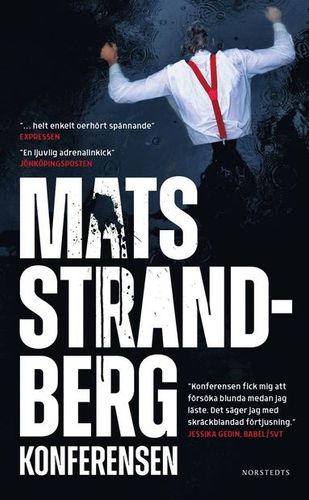 "... helt enkelt oerhört spännande"
EXPRESSEN
"En ljuvlig adrenalinkick"
JÖNKÖPINGSPOSTEN
MATS
STRAND-
BERG
KONFERENSEN
"Konferensen fick mig att
försöka blunda medan jag
läste. Det säger jag med
skräckblandad förtjusning."
JESSIKA GEDIN, BABEL/SVT
NORSTEDTS